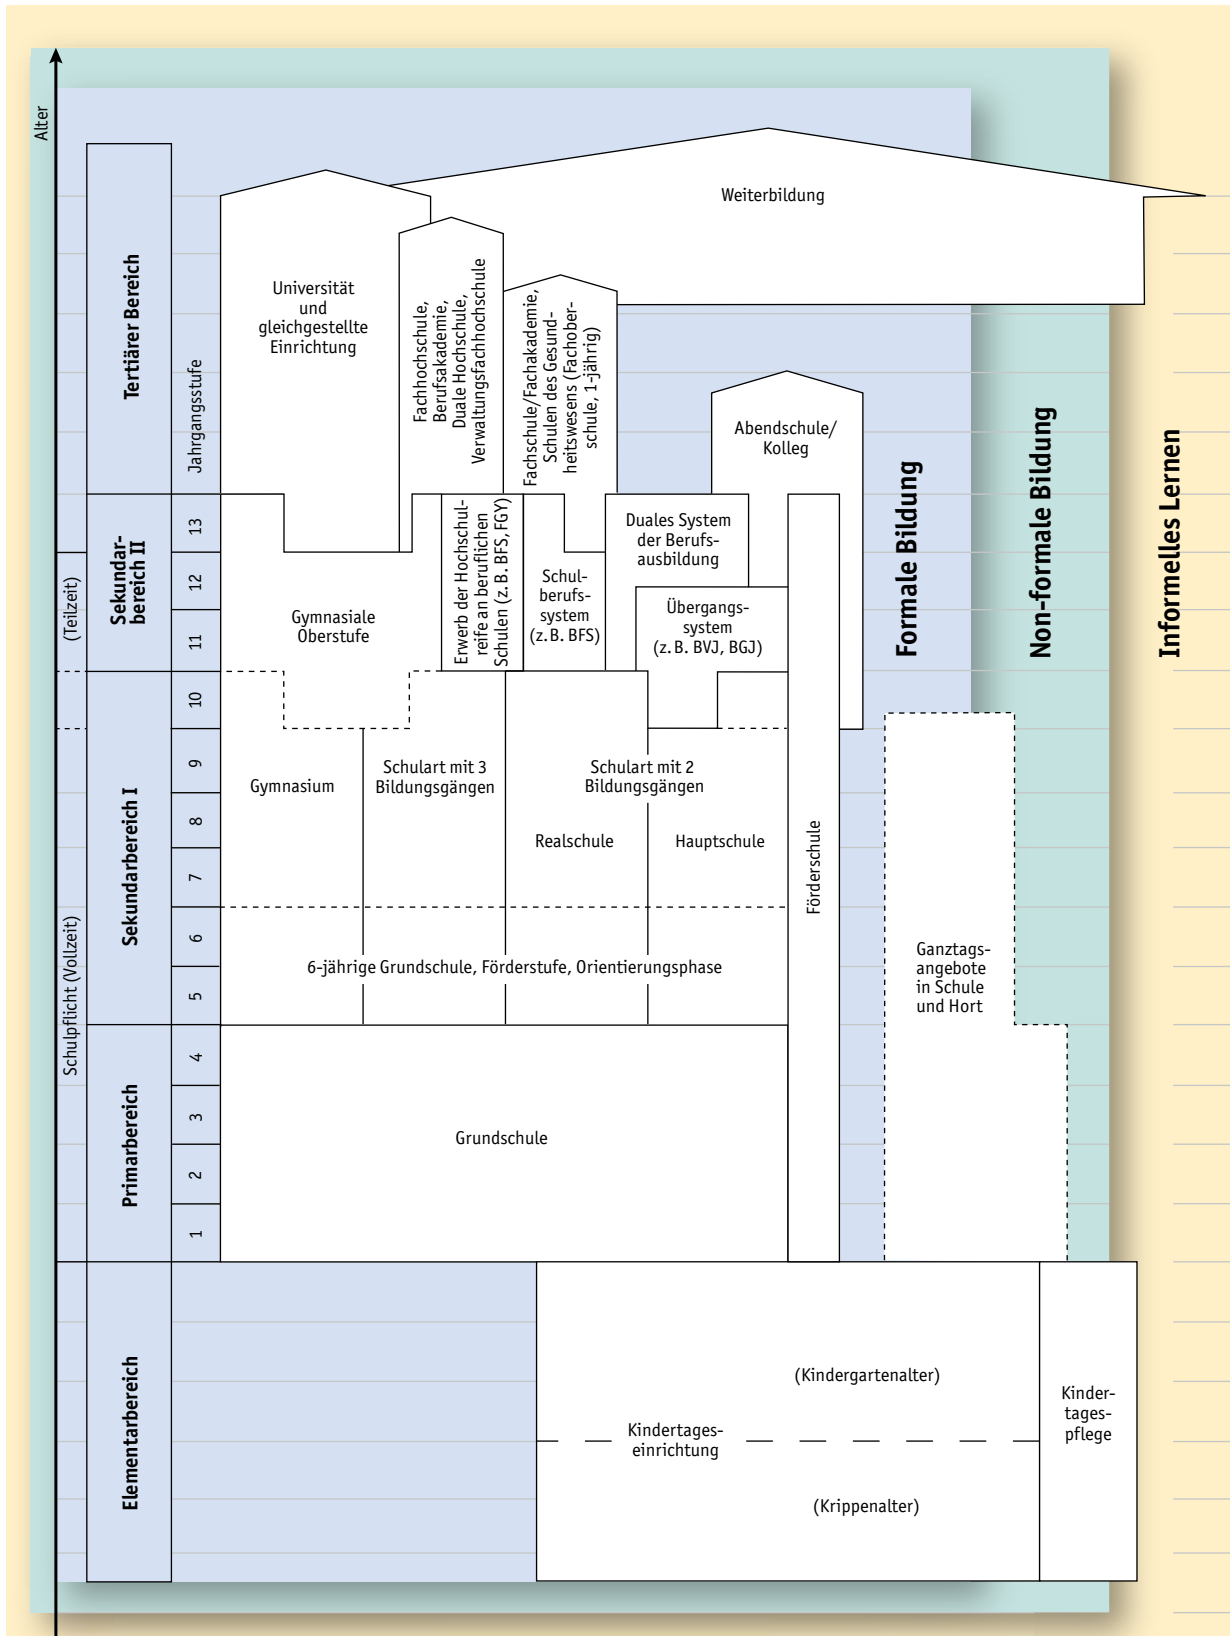 Alter
Tertiärer Bereich
Jahrgangsstufe
Universität
und
gleichgestellte
Einrichtung
Fachhochschule,
Berufsakademie,
Duale Hochschule,
Verwaltungsfachhochschule
Fachschule/Fachakademie,
Schulen des Gesund-
heitswesens (Fachober-
schule, 1-jährig)
Weiterbildung
Abendschule/
Kolleg
Formale Bildung
Non-formale Bildung
Informelles Lernen
(Teilzeit)
Sekundar-
bereich II
13
12
11
Gymnasiale
Oberstufe
Erwerb der Hochschul-
reife an beruflichen
Schulen (z. B. BFS, FGY)
Schul-
berufs-
system
(z. B. BFS)
Duales System
der Berufs-
ausbildung
Übergangs-
system
(z. B. BVJ, BGJ)
Schulpflicht (Vollzeit)
Sekundarbereich I
10
9
8
7
6
5
Gymnasium
Schulart mit 3
Bildungsgängen
Schulart mit 2
Bildungsgängen
Realschule
Hauptschule
Förderschule
6-jährige Grundschule, Förderstufe, Orientierungsphase
Ganztags-
angebote
in Schule
und Hort
Primarbereich
4
3
2
1
Grundschule
Elementarbereich
(Kindergartenalter)
Kindertages-
einrichtung
(Krippenalter)
Kinder-
tages-
pflege